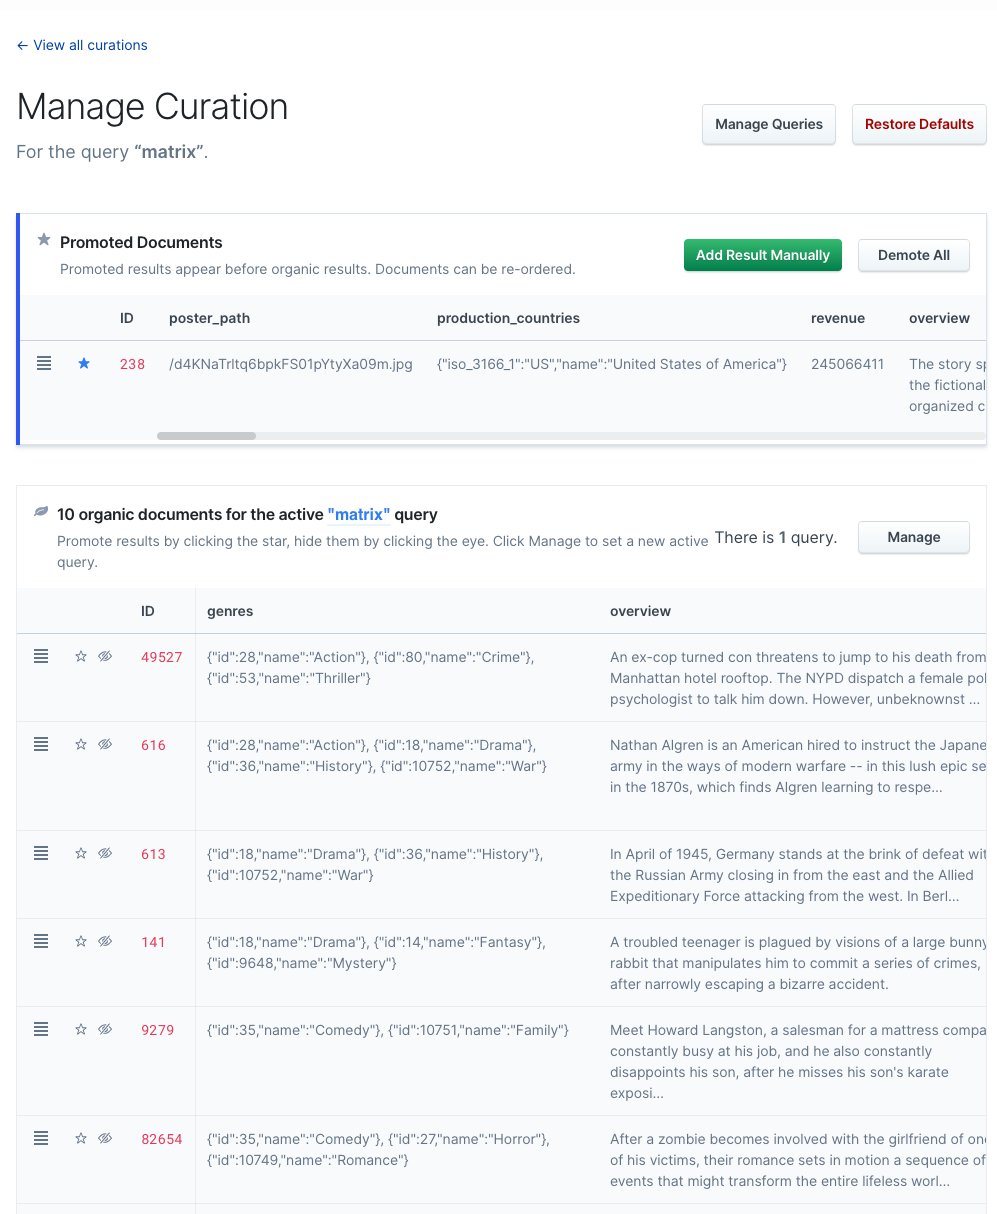 ← View all curations
Manage Curation
For the query “matrix”.
Manage Queries
Restore Defaults
Promoted Documents
Promoted results appear before organic results. Documents can be re-ordered.
Add Result Manually
Demote All
ID poster_path production_countries revenue overview
238 /d4KNaTrltq6bpkFS01pYtyXa09m.jpg {"iso_3166_1":"US","name":"United States of America"} 245066411 The story sp
the fictional
organized c
10 organic documents for the active "matrix" query
Promote results by clicking the star, hide them by clicking the eye. Click Manage to set a new active
query.
There is 1 query.
Manage
ID genres overview
49527 {"id":28,"name":"Action"}, {"id":80,"name":"Crime"}, An ex-cop turned con threatens to jump to his death from
{"id":53,"name":"Thriller"} Manhattan hotel rooftop. The NYPD dispatch a female pol
psychologist to talk him down. However, unbeknownst ...
616 {"id":28,"name":"Action"}, {"id":18,"name":"Drama"}, Nathan Algren is an American hired to instruct the Japane
{"id":36,"name":"History"}, {"id":10752,"name":"War"} army in the ways of modern warfare -- in this lush epic se
in the 1870s, which finds Algren learning to respe...
613 {"id":18,"name":"Drama"}, {"id":36,"name":"History"}, In April of 1945, Germany stands at the brink of defeat wit
{"id":10752,"name":"War"} the Russian Army closing in from the east and the Allied
Expeditionary Force attacking from the west. In Berl...
141 {"id":18,"name":"Drama"}, {"id":14,"name":"Fantasy"}, A troubled teenager is plagued by visions of a large bunny
{"id":9648,"name":"Mystery"} rabbit that manipulates him to commit a series of crimes,
after narrowly escaping a bizarre accident.
9279 {"id":35,"name":"Comedy"}, {"id":10751,"name":"Family"} Meet Howard Langston, a salesman for a mattress compa
constantly busy at his job, and he also constantly
disappoints his son, after he misses his son's karate
exposi...
82654 {"id":35,"name":"Comedy"}, {"id":27,"name":"Horror"}, After a zombie becomes involved with the girlfriend of one
{"id":10749,"name":"Romance"} of his victims, their romance sets in motion a sequence of
events that might transform the entire lifeless worl...